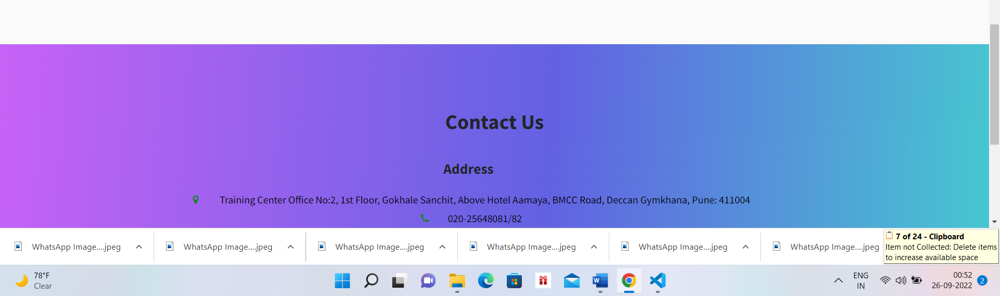 Contact Us
Address
Training Center Office No:2, 1st Floor, Gokhale Sanchit, Above Hotel Aamaya, BMCC Road, Deccan Gymkhana, Pune: 411004
020-25648081/82
WhatsApp Image....jpeg
WhatsApp Image....jpeg
WhatsApp Image....jpeg
WhatsApp Image....jpeg
WhatsApp Image....jpeg
WhatsApp Image....jpeg
7 of 24 - Clipboard
Item not Collected: Delete items
to increase available space
78°F
Clear
W
ENG
IN
00:52
26-09-2022
2